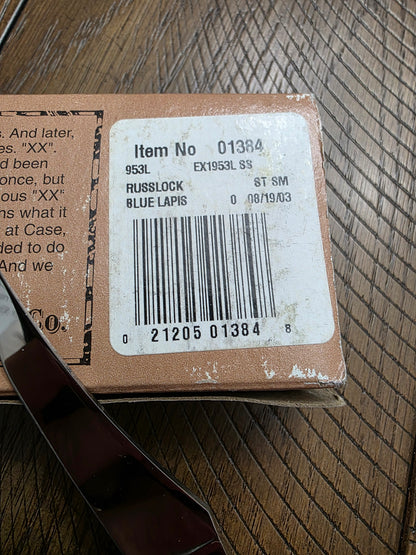 s. And later,
es. "XX".
d been
once, but
ious "XX"
ns what it
at Case,
ded to do
And we
Co.
Item No 01384
953L EX1953L SS
RUSSLOCK ST SM
BLUE LAPIS 0 08/19/03
0 21205 01384 8